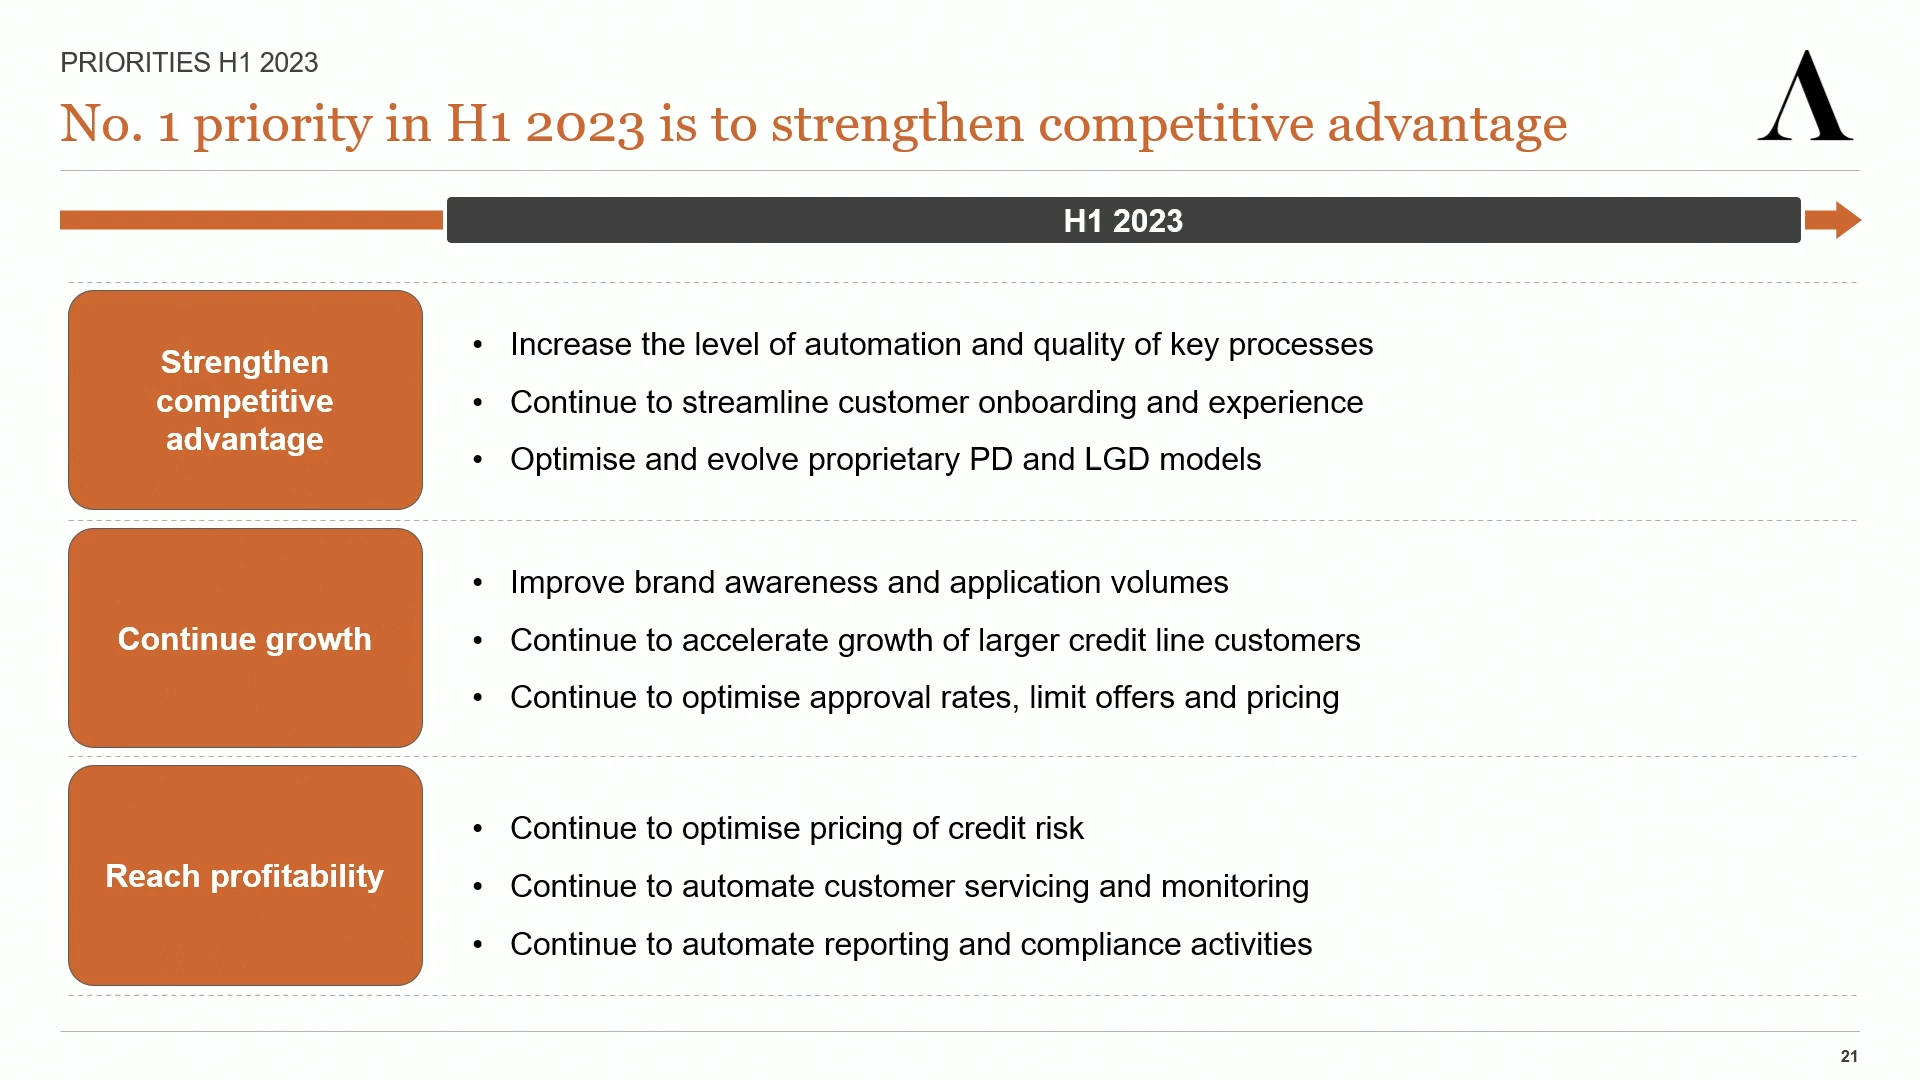 PRIORITIES H1 2023
No. 1 priority in H1 2023 is to strengthen competitive advantage
H1 2023
Strengthen
competitive
advantage
• Increase the level of automation and quality of key processes
• Continue to streamline customer onboarding and experience
• Optimise and evolve proprietary PD and LGD models
Continue growth
• Improve brand awareness and application volumes
• Continue to accelerate growth of larger credit line customers
• Continue to optimise approval rates, limit offers and pricing
Reach profitability
• Continue to optimise pricing of credit risk
• Continue to automate customer servicing and monitoring
• Continue to automate reporting and compliance activities
21